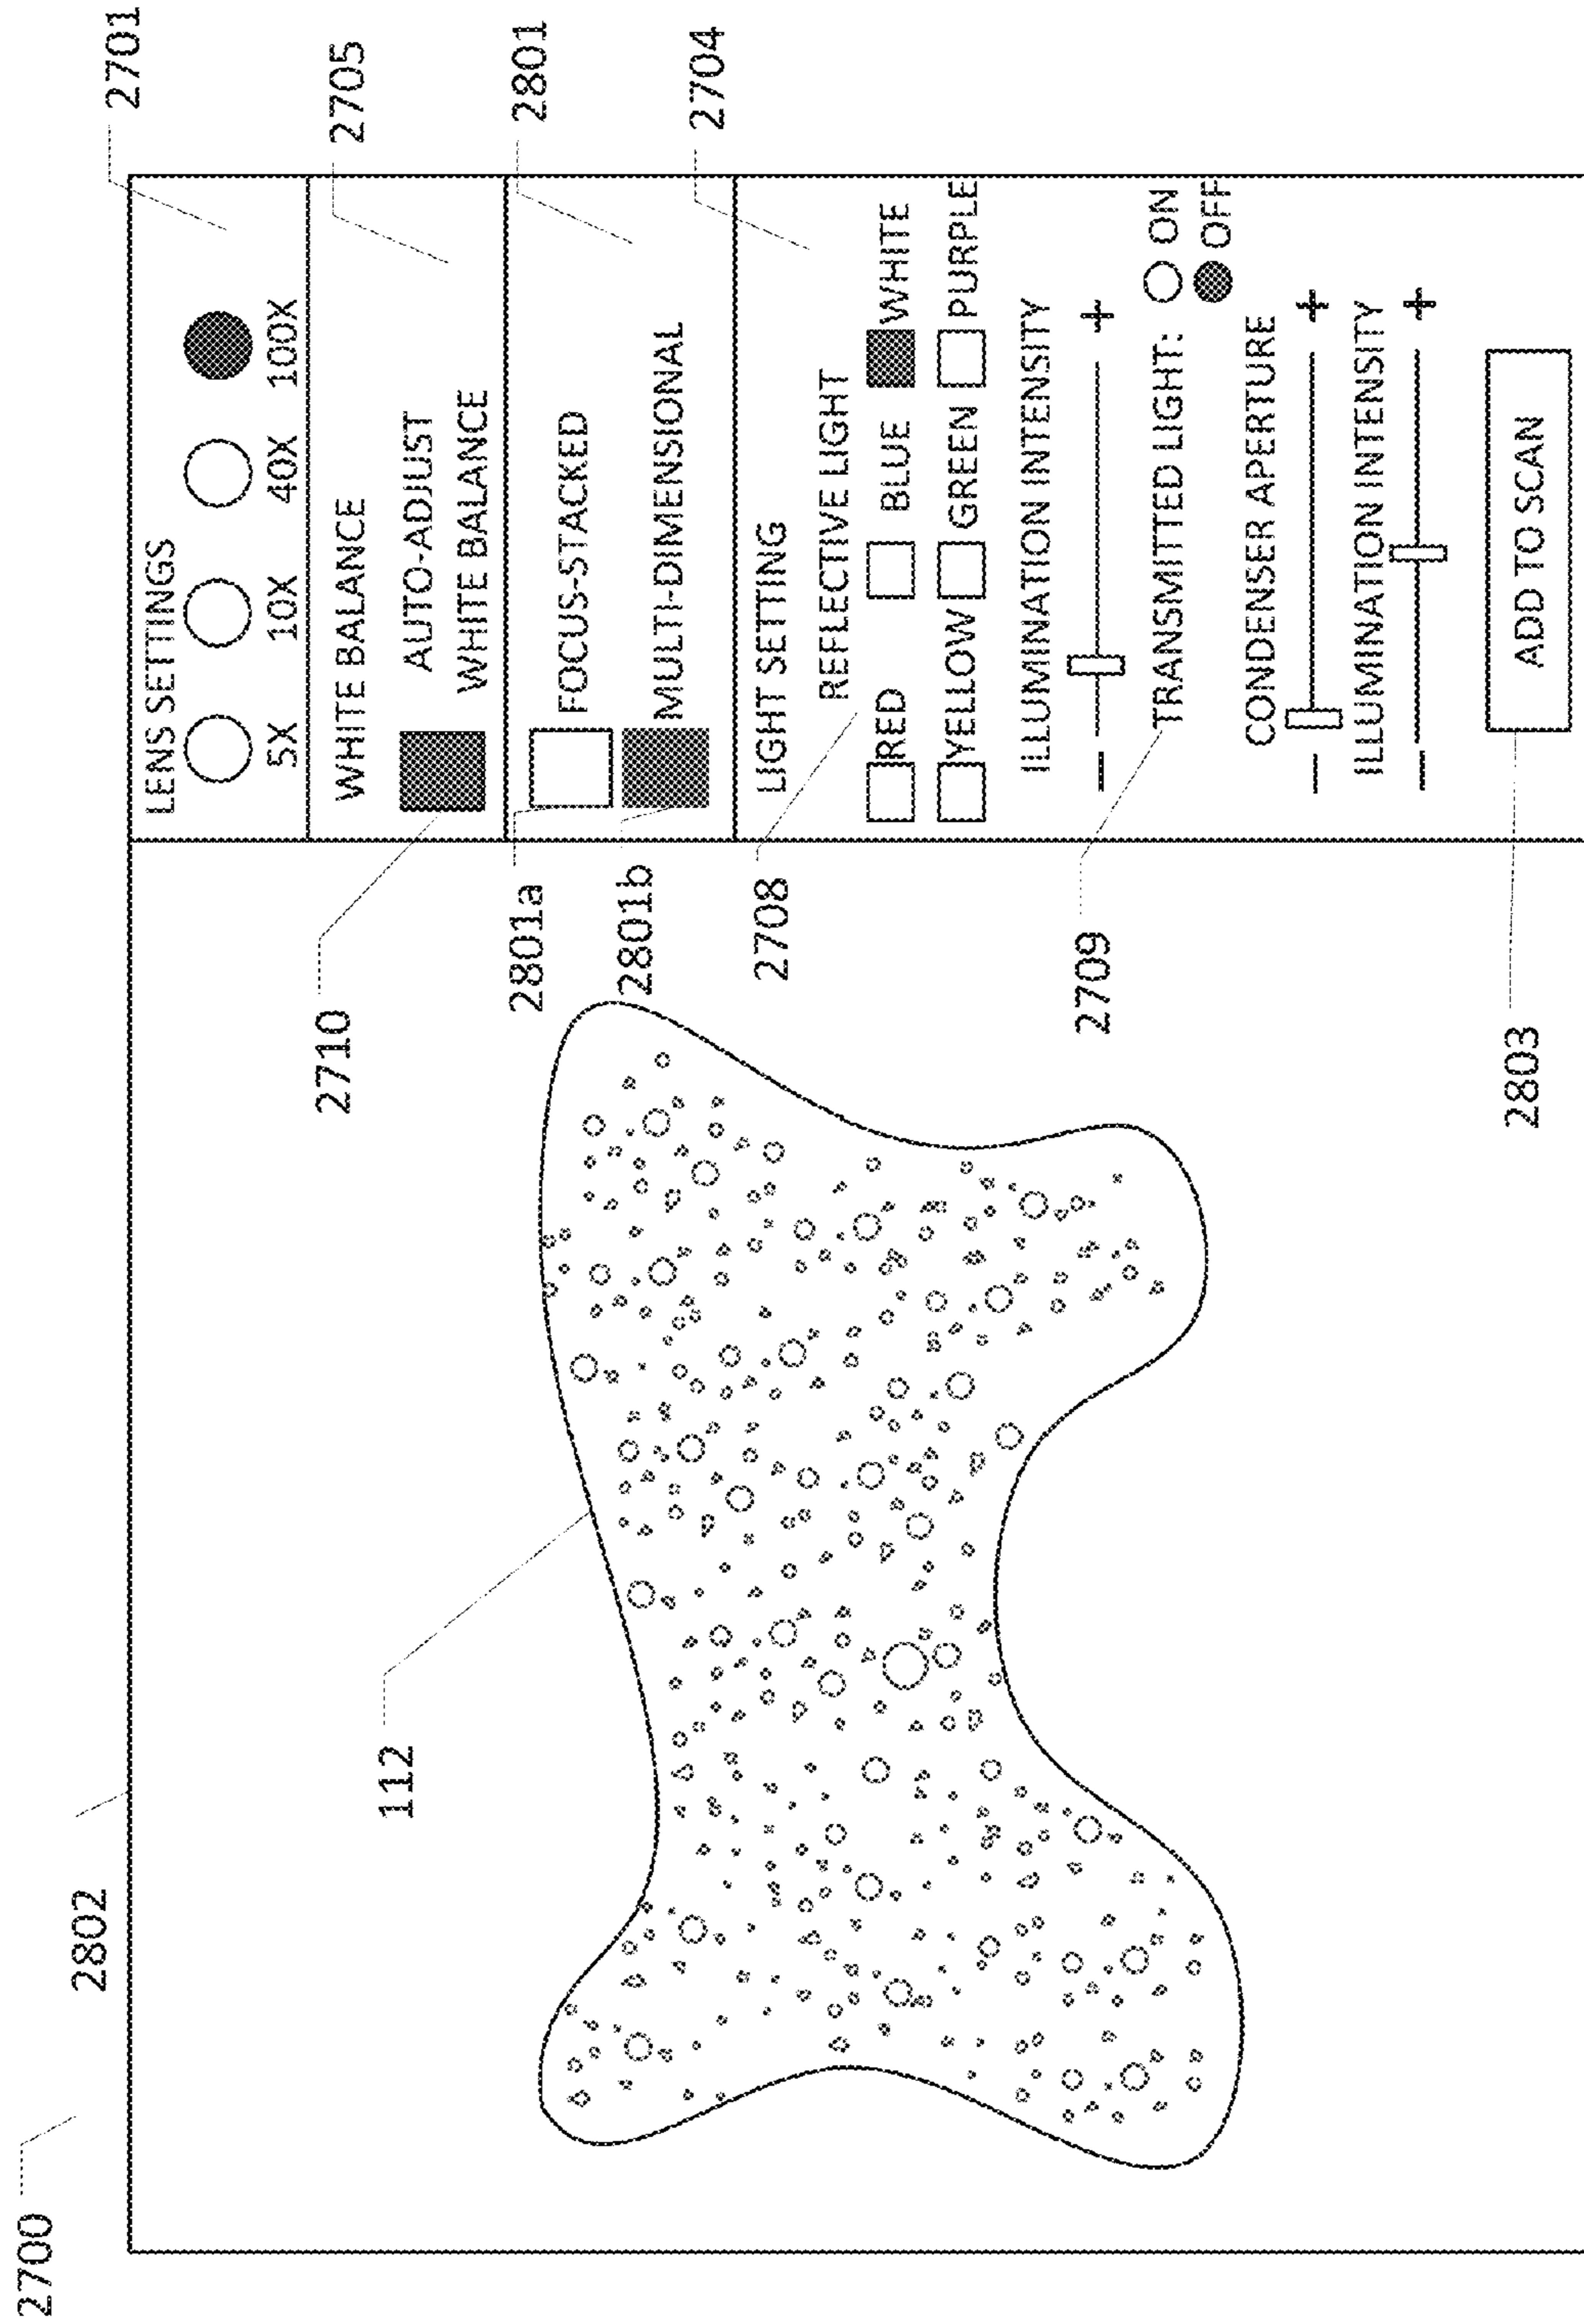 2700
2802
112
2710
2801a
2801b
2708
2709
2803
LENS SETTINGS
5X 10X 40X 100X
2701
WHITE BALANCE
AUTO-ADJUST
WHITE BALANCE
2705
FOCUS-STACKED
MULTI-DIMENSIONAL
2801
LIGHT SETTING
REFLECTIVE LIGHT
RED BLUE WHITE
YELLOW GREEN PURPLE
2704
ILLUMINATION INTENSITY
— +
TRANSMITTED LIGHT: ON
OFF
CONDENSER APERTURE
— +
ILLUMINATION INTENSITY
— +
ADD TO SCAN